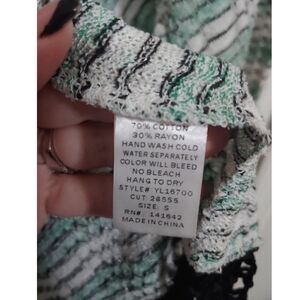 70% COTTON
30% RAYON
HAND WASH COLD
WATER SEPARATELY
COLOR WILL BLEED
NO BLEACH
HANG TO DRY
STYLE# YL16700
CUT 28555
SIZE: S
RN#: 141643
MADE IN CHINA